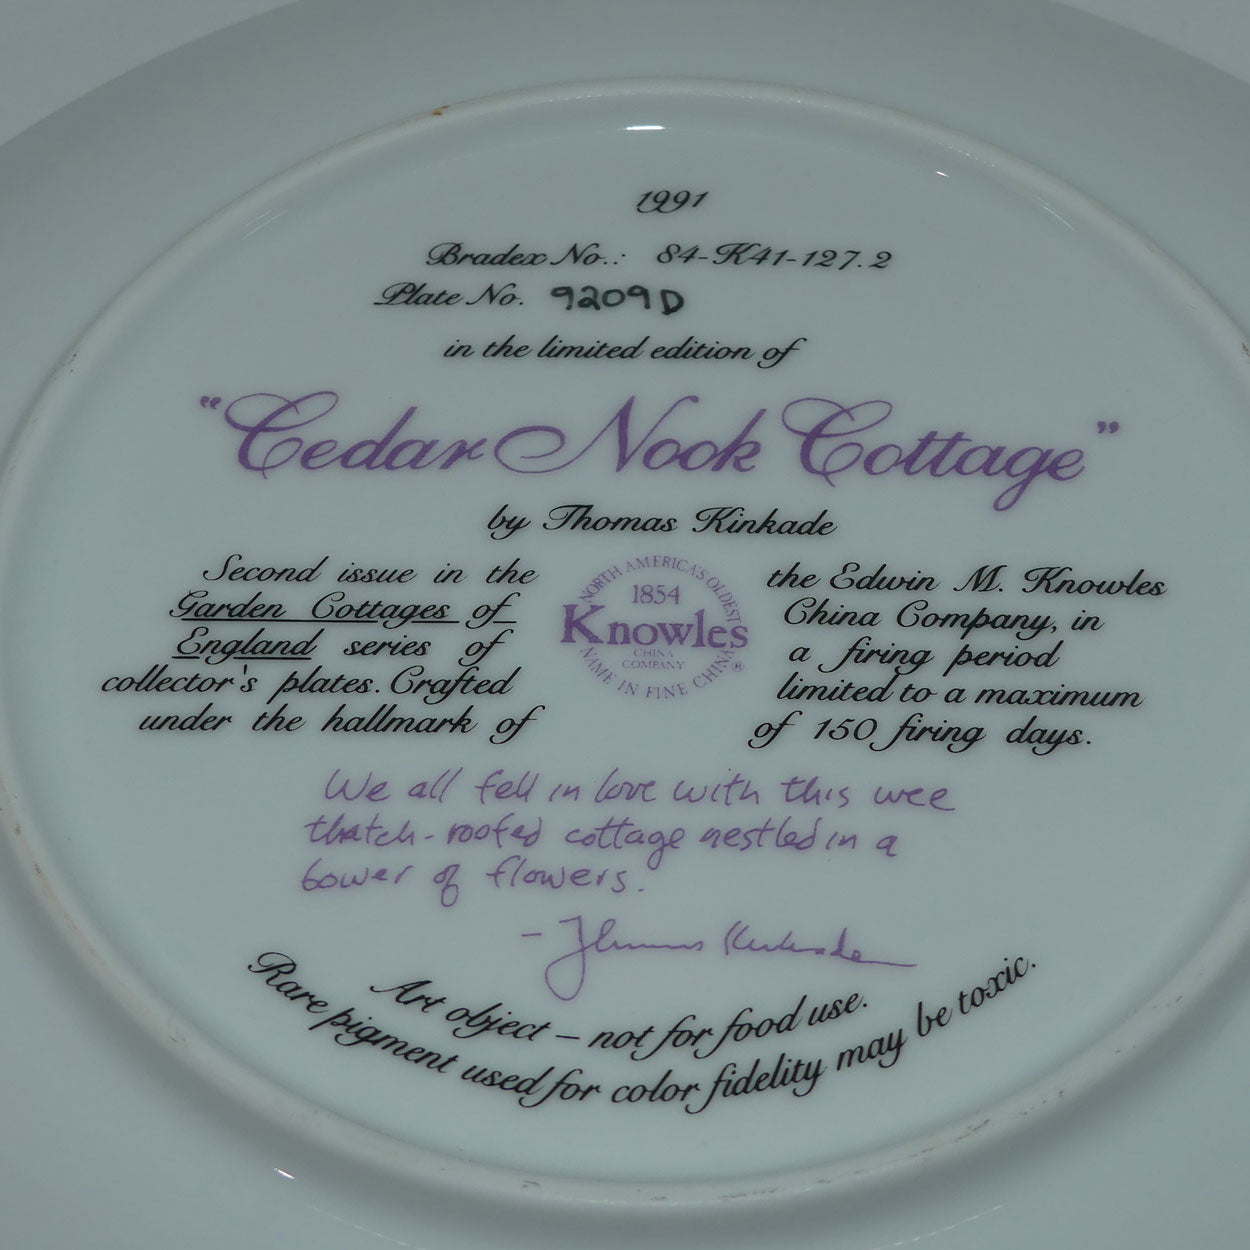 1991
Bradex No.: 84-K41-127.2
Plate No. 9209D
in the limited edition of
"Cedar Nook Cottage"
by Thomas Kinkade
Second issue in the
Garden Cottages of
England series of
collector's plates. Crafted
under the hallmark of
NORTH AMERICA'S OLDEST
1854
Knowles
CHINA
COMPANY
®
NAME IN FINE CHINA
the Edwin M. Knowles
China Company, in
a firing period
limited to a maximum
of 150 firing days.
We all fell in love with this wee
thatch-roofed cottage nestled in a
bower of flowers.
- Thomas Kinkade
Art object – not for food use.
Rare pigment used for color fidelity may be toxic.